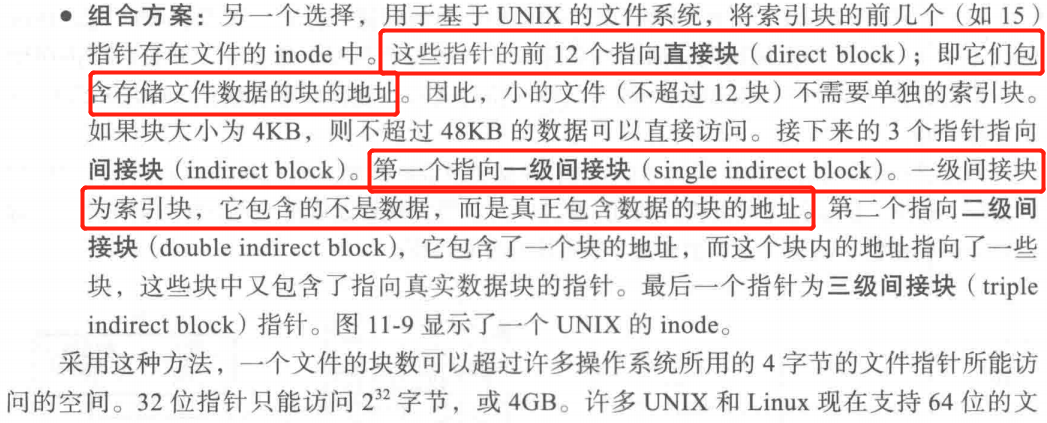 ● 组合方案：另一个选择，用于基于 UNIX 的文件系统，将索引块的前几个（如 15）
指针存在文件的 inode 中。这些指针的前 12 个指向直接块（direct block）；即它们包
含存储文件数据的块的地址。因此，小的文件（不超过 12 块）不需要单独的索引块。
如果块大小为 4KB，则不超过 48KB 的数据可以直接访问。接下来的 3 个指针指向
间接块（indirect block）。第一个指向一级间接块（single indirect block）。一级间接块
为索引块，它包含的不是数据，而是真正包含数据的块的地址。第二个指向二级间
接块（double indirect block），它包含了一个块的地址，而这个块内的地址指向了一些
块，这些块中又包含了指向真实数据块的指针。最后一个指针为三级间接块（triple
indirect block）指针。图 11-9 显示了一个 UNIX 的 inode。
采用这种方法，一个文件的块数可以超过许多操作系统所用的 4 字节的文件指针所能访
问的空间。32 位指针只能访问 2³² 字节，或 4GB。许多 UNIX 和 Linux 现在支持 64 位的文